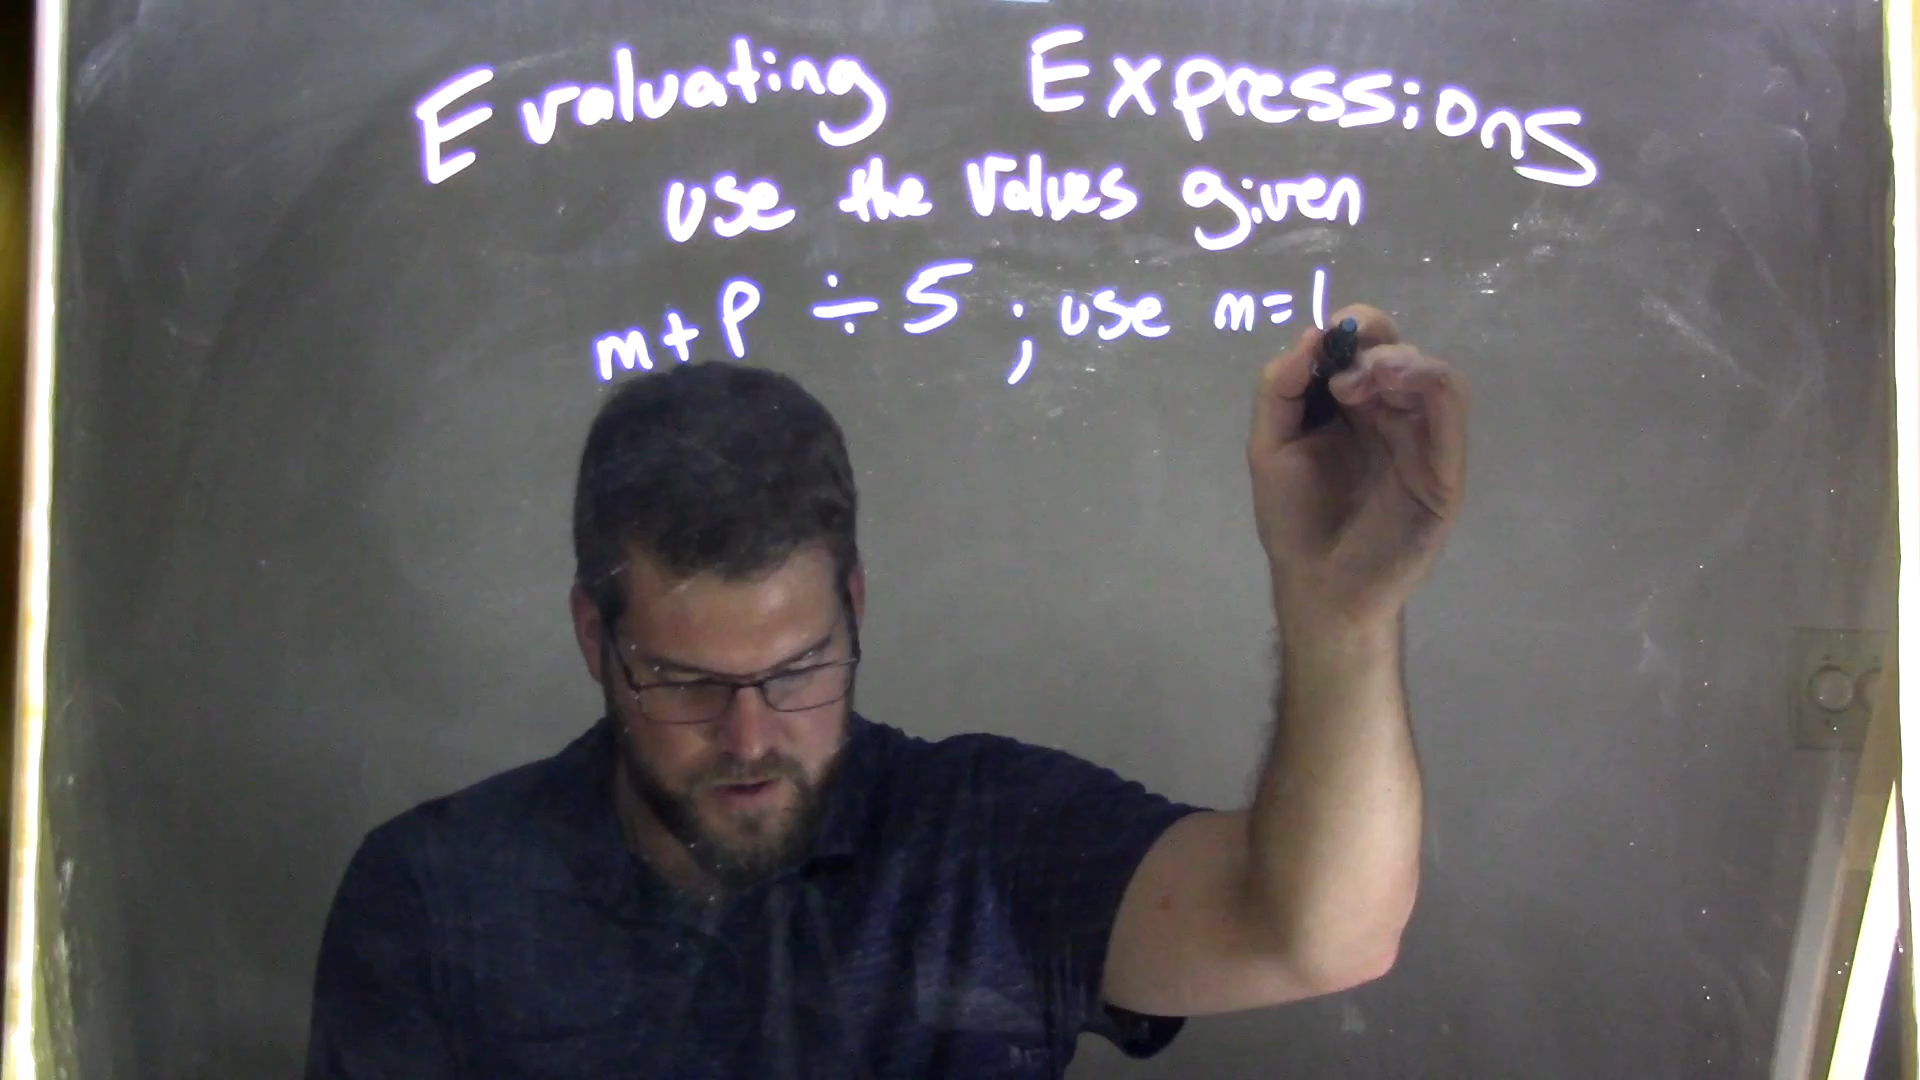 Evaluating Expressions
use the values given
m + p ÷ 5 ; use m = 1